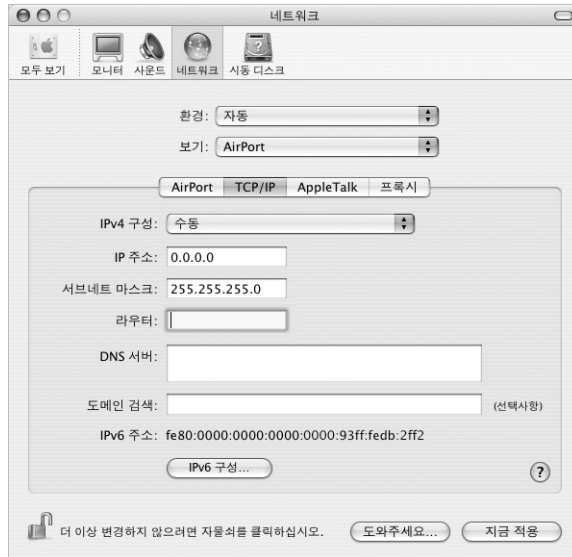 네트워크
모두 보기 모니터 사운드 네트워크 시동 디스크
환경: 자동
보기: AirPort
AirPort TCP/IP AppleTalk 프록시
IPv4 구성: 수동
IP 주소: 0.0.0.0
서브네트 마스크: 255.255.255.0
라우터:
DNS 서버:
도메인 검색: (선택사항)
IPv6 주소: fe80:0000:0000:0000:0000:93ff:fedb:2ff2
IPv6 구성...
?
더 이상 변경하지 않으려면 자물쇠를 클릭하십시오. 도와주세요... 지금 적용